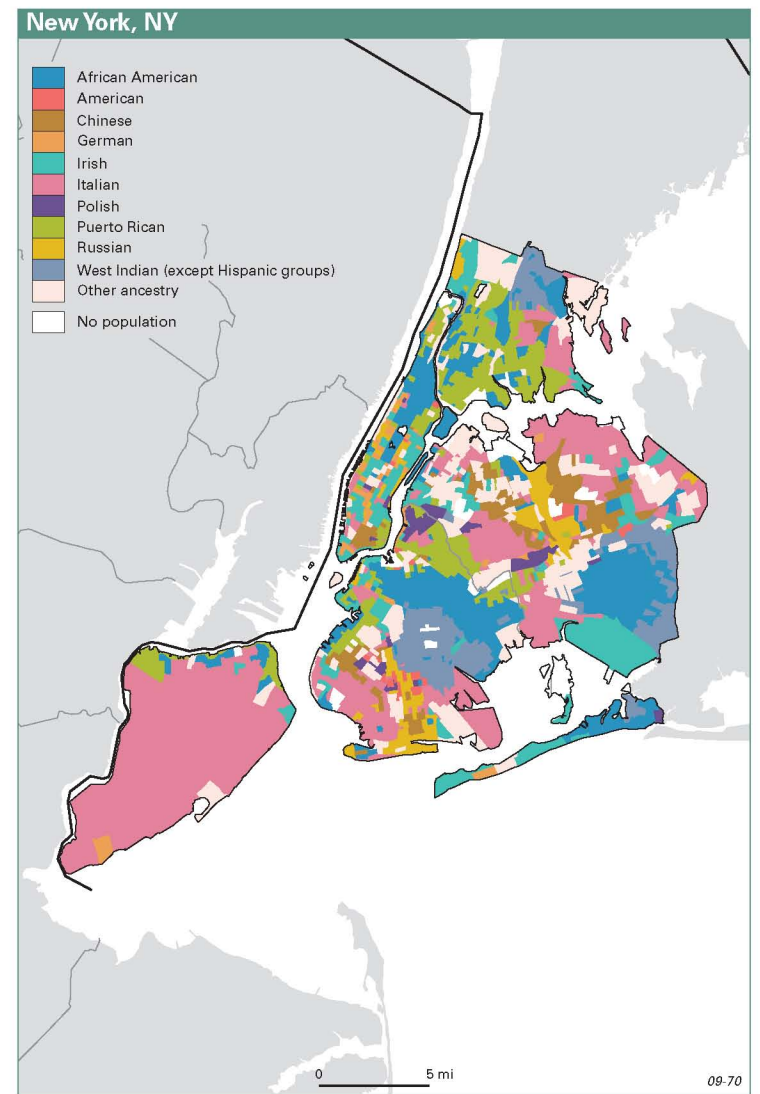 New York, NY
African American
American
Chinese
German
Irish
Italian
Polish
Puerto Rican
Russian
West Indian (except Hispanic groups)
Other ancestry
No population
0 5 mi
09-70